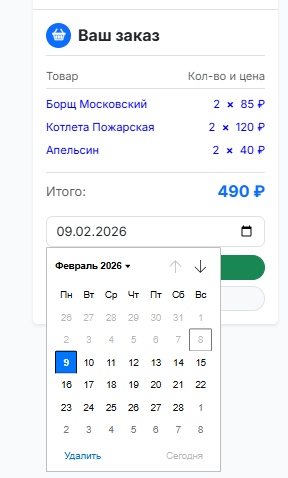 Ваш заказ
Товар Кол-во и цена
Борщ Московский 2 × 85 ₽
Котлета Пожарская 2 × 120 ₽
Апельсин 2 × 40 ₽
Итого: 490 ₽
09.02.2026
Февраль 2026
Пн Вт Ср Чт Пт Сб Вс
26 27 28 29 30 31 1
2 3 4 5 6 7 8
9 10 11 12 13 14 15
16 17 18 19 20 21 22
23 24 25 26 27 28 1
2 3 4 5 6 7 8
Удалить Сегодня